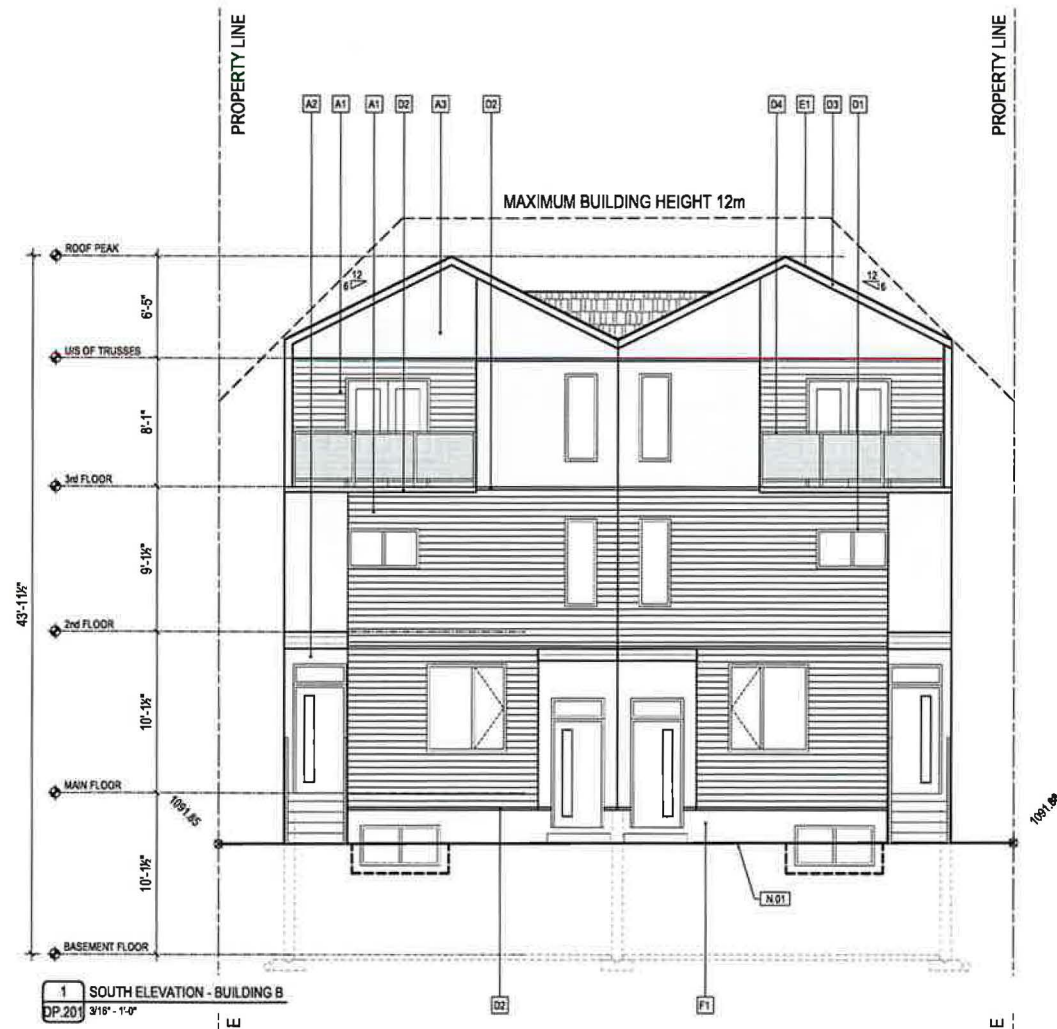 PROPERTY LINE
PROPERTY LINE
A2 A1 A1 D2 A3 D2 D4 E1 D3 D1
MAXIMUM BUILDING HEIGHT 12m
ROOF PEAK
12
6
12
6
6'-5"
U/S OF TRUSSES
8'-1"
3rd FLOOR
9'-1½"
43'-11½"
2nd FLOOR
10'-1½"
MAIN FLOOR
1091.85
10'-1½"
N.01
BASEMENT FLOOR
1 SOUTH ELEVATION - BUILDING B
DP.201 3/16" - 1'-0"
D2 F1
E
E